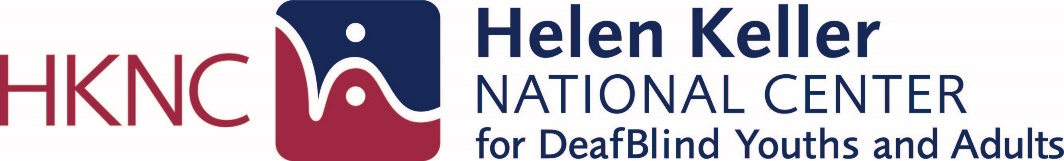 HKNC
Helen Keller
NATIONAL CENTER
for DeafBlind Youths and Adults